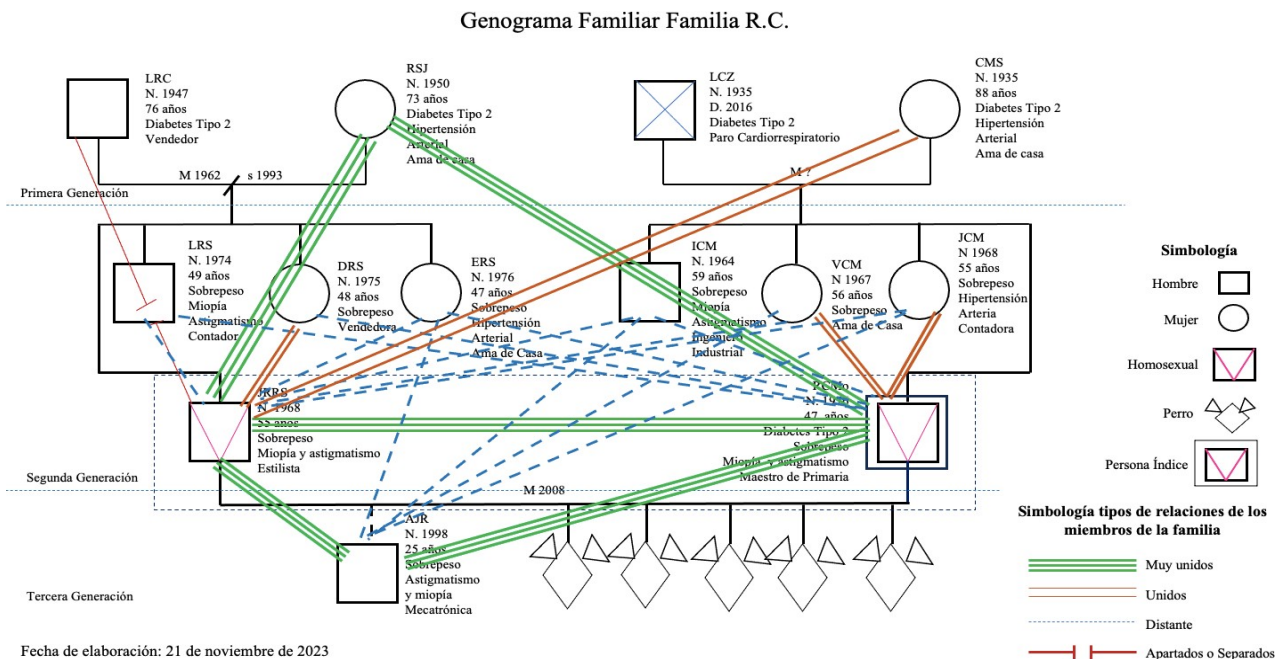 Genograma Familiar Familia R.C.
LRC
N. 1947
76 años
Diabetes Tipo 2
Vendedor
RSJ
N. 1950
73 años
Diabetes Tipo 2
Hipertensión
Arterial
Ama de casa
LCZ
N. 1935
D. 2016
Diabetes Tipo 2
Paro Cardiorrespiratorio
CMS
N. 1935
88 años
Diabetes Tipo 2
Hipertensión
Arterial
Ama de casa
M 1962
s 1993
M ?
Primera Generación
LRS
N. 1974
49 años
Sobrepeso
Miopía
Astigmatismo
Contador
DRS
N. 1975
48 años
Sobrepeso
Vendedora
ERS
N. 1976
47 años
Sobrepeso
Hipertensión
Arterial
Ama de Casa
ICM
N. 1964
59 años
Sobrepeso
Miopía
Astigmatismo
Ingeniero
Industrial
VCM
N 1967
56 años
Sobrepeso
Ama de Casa
JCM
N 1968
55 años
Sobrepeso
Hipertensión
Arteria
Contadora
N. 1968
55 años
Sobrepeso
Miopía y astigmatismo
Estilista
N. 1976
47 años
Diabetes Tipo 2
Sobrepeso
Miopía y astigmatismo
Maestro de Primaria
Segunda Generación
M 2008
AJR
N. 1998
25 años
Sobrepeso
Astigmatismo
y miopía
Mecatrónica
Tercera Generación
Fecha de elaboración: 21 de noviembre de 2023
Simbología
Hombre
Mujer
Homosexual
Perro
Persona Índice
Simbología tipos de relaciones de los
miembros de la familia
Muy unidos
Unidos
Distante
Apartados o Separados